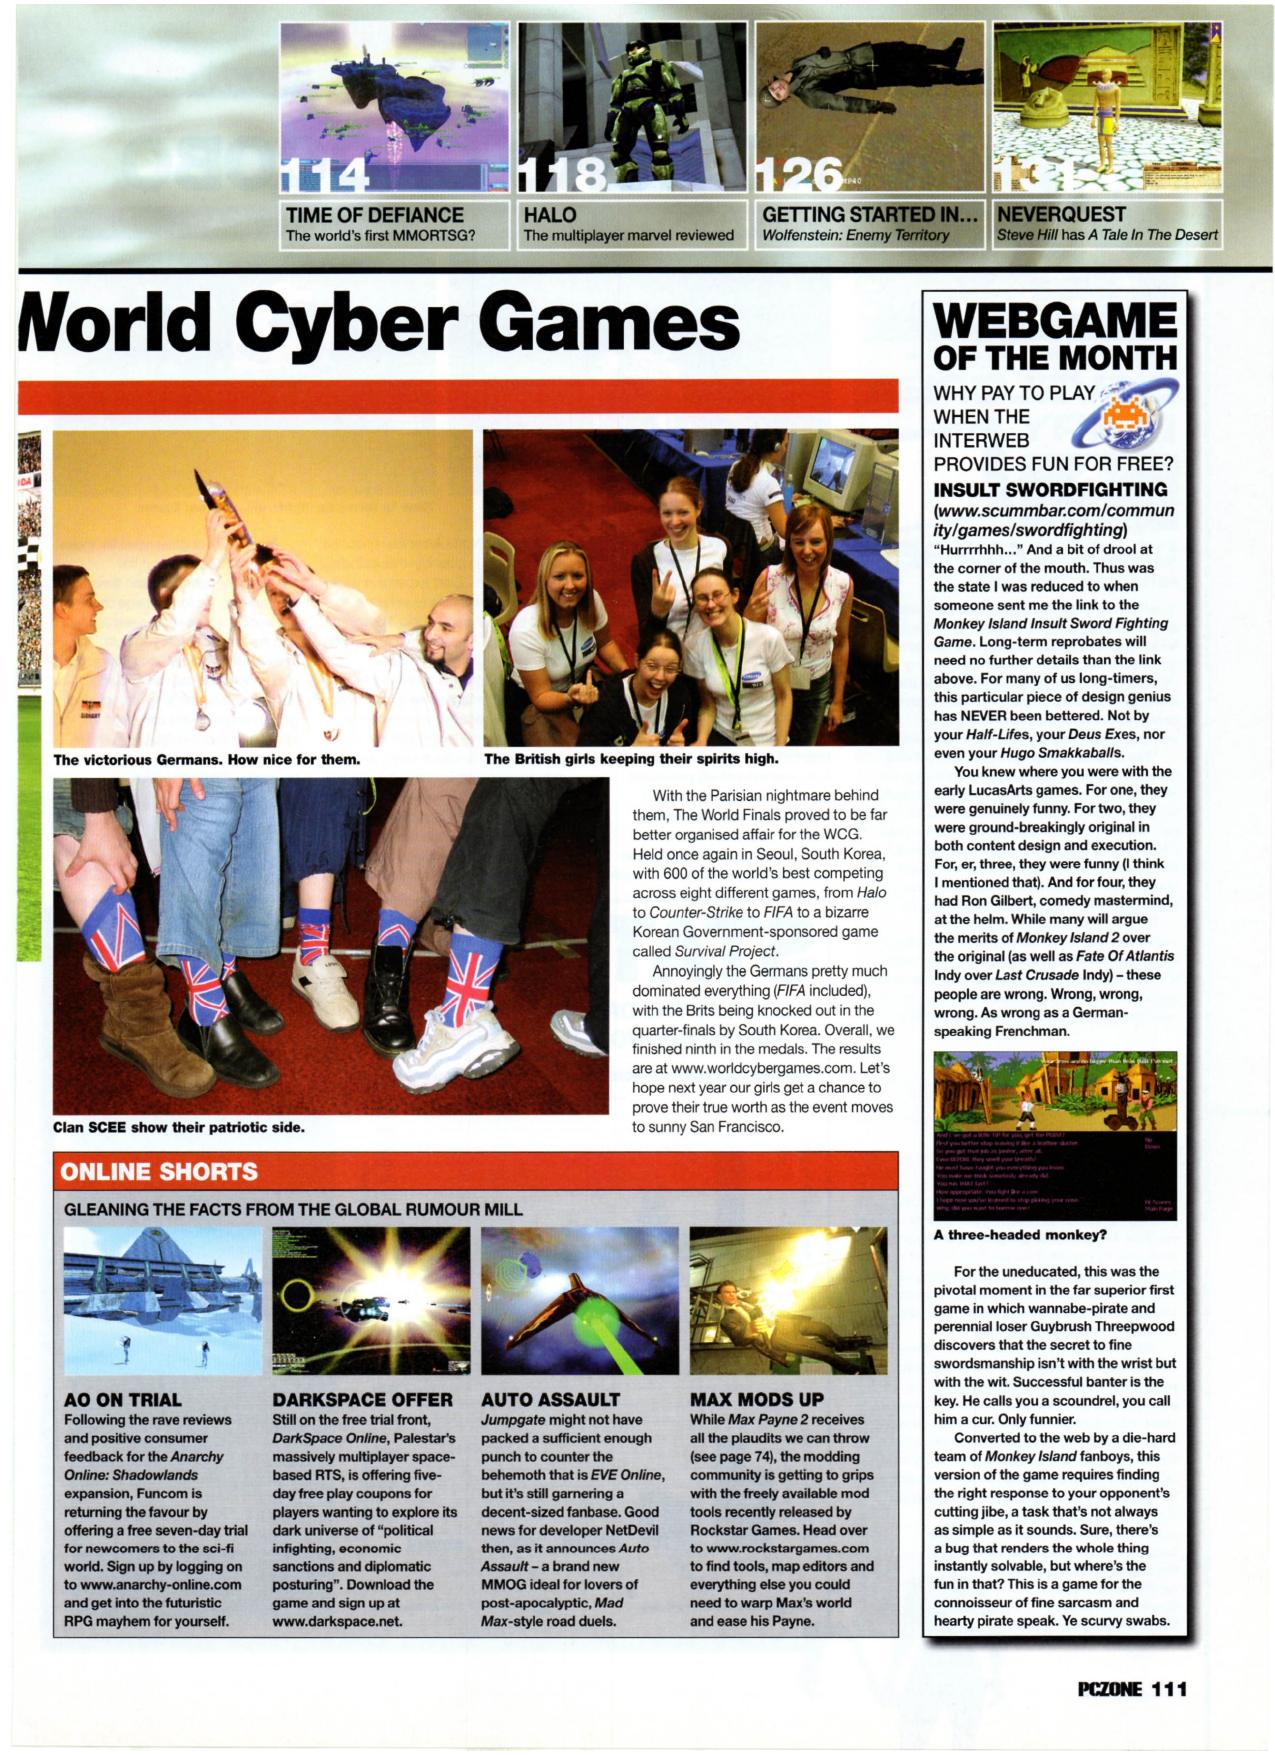 114
TIME OF DEFIANCE
The world's first MMORTSG?
118
HALO
The multiplayer marvel reviewed
126
GETTING STARTED IN...
Wolfenstein: Enemy Territory
131
NEVERQUEST
Steve Hill has A Tale In The Desert
World Cyber Games
The victorious Germans. How nice for them.
The British girls keeping their spirits high.
Clan SCEE show their patriotic side.
With the Parisian nightmare behind
them, The World Finals proved to be far
better organised affair for the WCG.
Held once again in Seoul, South Korea,
with 600 of the world's best competing
across eight different games, from Halo
to Counter-Strike to FIFA to a bizarre
Korean Government-sponsored game
called Survival Project.
Annoyingly the Germans pretty much
dominated everything (FIFA included),
with the Brits being knocked out in the
quarter-finals by South Korea. Overall, we
finished ninth in the medals. The results
are at www.worldcybergames.com. Let's
hope next year our girls get a chance to
prove their true worth as the event moves
to sunny San Francisco.
ONLINE SHORTS
GLEANING THE FACTS FROM THE GLOBAL RUMOUR MILL
AO ON TRIAL
Following the rave reviews
and positive consumer
feedback for the Anarchy
Online: Shadowlands
expansion, Funcom is
returning the favour by
offering a free seven-day trial
for newcomers to the sci-fi
world. Sign up by logging on
to www.anarchy-online.com
and get into the futuristic
RPG mayhem for yourself.
DARKSPACE OFFER
Still on the free trial front,
DarkSpace Online, Palestar's
massively multiplayer space-
based RTS, is offering five-
day free play coupons for
players wanting to explore its
dark universe of "political
infighting, economic
sanctions and diplomatic
posturing". Download the
game and sign up at
www.darkspace.net.
AUTO ASSAULT
Jumpgate might not have
packed a sufficient enough
punch to counter the
behemoth that is EVE Online,
but it's still garnering a
decent-sized fanbase. Good
news for developer NetDevil
then, as it announces Auto
Assault – a brand new
MMOG ideal for lovers of
post-apocalyptic, Mad
Max-style road duels.
MAX MODS UP
While Max Payne 2 receives
all the plaudits we can throw
(see page 74), the modding
community is getting to grips
with the freely available mod
tools recently released by
Rockstar Games. Head over
to www.rockstargames.com
to find tools, map editors and
everything else you could
need to warp Max's world
and ease his Payne.
WEBGAME
OF THE MONTH
WHY PAY TO PLAY
WHEN THE
INTERWEB
PROVIDES FUN FOR FREE?
INSULT SWORDFIGHTING
(www.scummbar.com/commun
ity/games/swordfighting)
"Hurrrrhhh..." And a bit of drool at
the corner of the mouth. Thus was
the state I was reduced to when
someone sent me the link to the
Monkey Island Insult Sword Fighting
Game. Long-term reprobates will
need no further details than the link
above. For many of us long-timers,
this particular piece of design genius
has NEVER been bettered. Not by
your Half-Lifes, your Deus Exes, nor
even your Hugo Smakkaballs.
You knew where you were with the
early LucasArts games. For one, they
were genuinely funny. For two, they
were ground-breakingly original in
both content design and execution.
For, er, three, they were funny (I think
I mentioned that). And for four, they
had Ron Gilbert, comedy mastermind,
at the helm. While many will argue
the merits of Monkey Island 2 over
the original (as well as Fate Of Atlantis
Indy over Last Crusade Indy) – these
people are wrong. Wrong, wrong,
wrong. As wrong as a German-
speaking Frenchman.
A three-headed monkey?
For the uneducated, this was the
pivotal moment in the far superior first
game in which wannabe-pirate and
perennial loser Guybrush Threepwood
discovers that the secret to fine
swordsmanship isn't with the wrist but
with the wit. Successful banter is the
key. He calls you a scoundrel, you call
him a cur. Only funnier.
Converted to the web by a die-hard
team of Monkey Island fanboys, this
version of the game requires finding
the right response to your opponent's
cutting jibe, a task that's not always
as simple as it sounds. Sure, there's
a bug that renders the whole thing
instantly solvable, but where's the
fun in that? This is a game for the
connoisseur of fine sarcasm and
hearty pirate speak. Ye scurvy swabs.
PCZONE 111